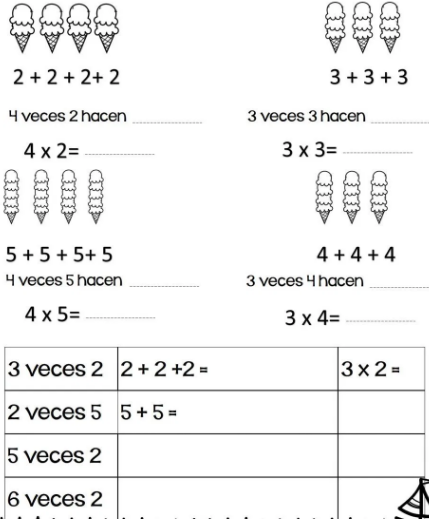 2 + 2 + 2+ 2
4 veces 2 hacen
4 x 2=
3 + 3 + 3
3 veces 3 hacen
3 x 3=
5 + 5 + 5+ 5
4 veces 5 hacen
4 x 5=
4 + 4 + 4
3 veces 4 hacen
3 x 4=
3 veces 2 2 + 2 +2 = 3 x 2 =
2 veces 5 5 + 5 =
5 veces 2
6 veces 2